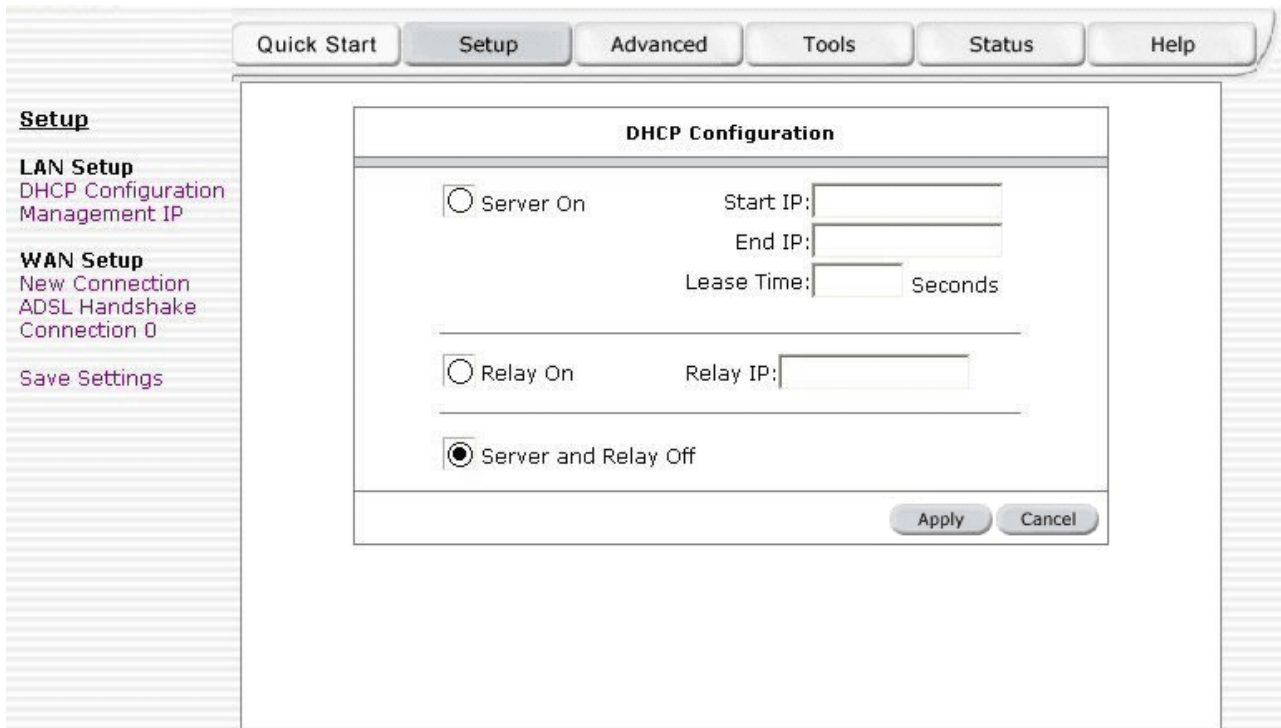 Quick Start Setup Advanced Tools Status Help
Setup
LAN Setup
DHCP Configuration
Management IP
WAN Setup
New Connection
ADSL Handshake
Connection 0
Save Settings
DHCP Configuration
Server On Start IP:
End IP:
Lease Time: Seconds
Relay On Relay IP:
Server and Relay Off
Apply Cancel